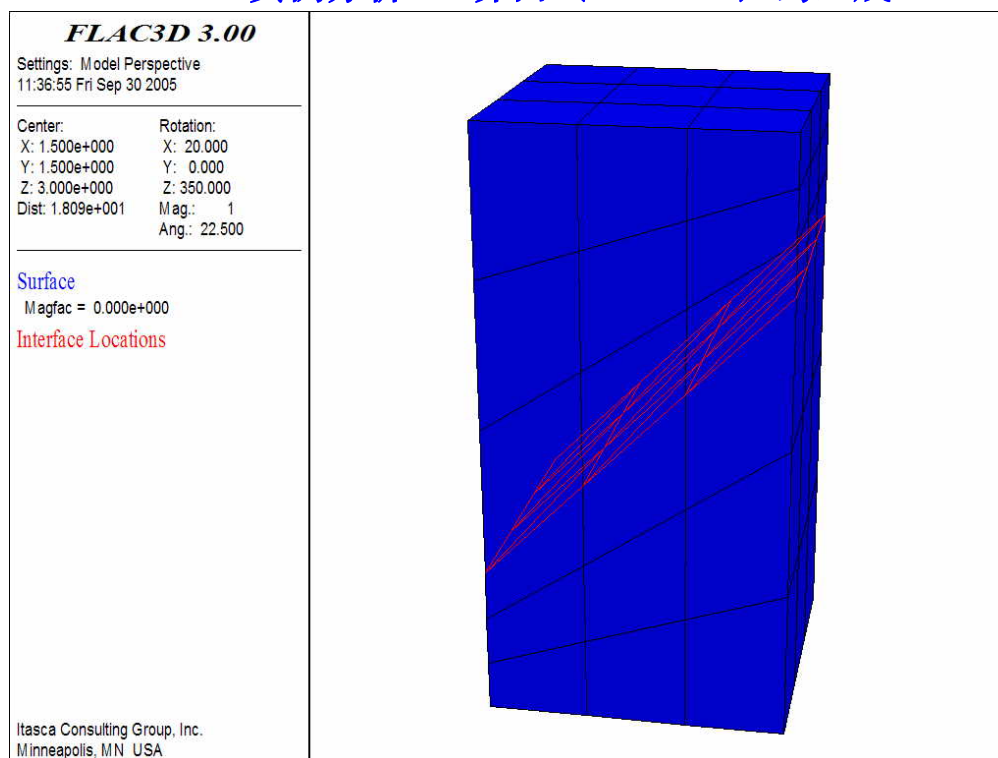 FLAC3D 3.00
Settings: Model Perspective
11:36:55 Fri Sep 30 2005
Center: Rotation:
X: 1.500e+000 X: 20.000
Y: 1.500e+000 Y: 0.000
Z: 3.000e+000 Z: 350.000
Dist: 1.809e+001 Mag.: 1
Ang.: 22.500
Surface
Magfac = 0.000e+000
Interface Locations
Itasca Consulting Group, Inc.
Minneapolis, MN USA